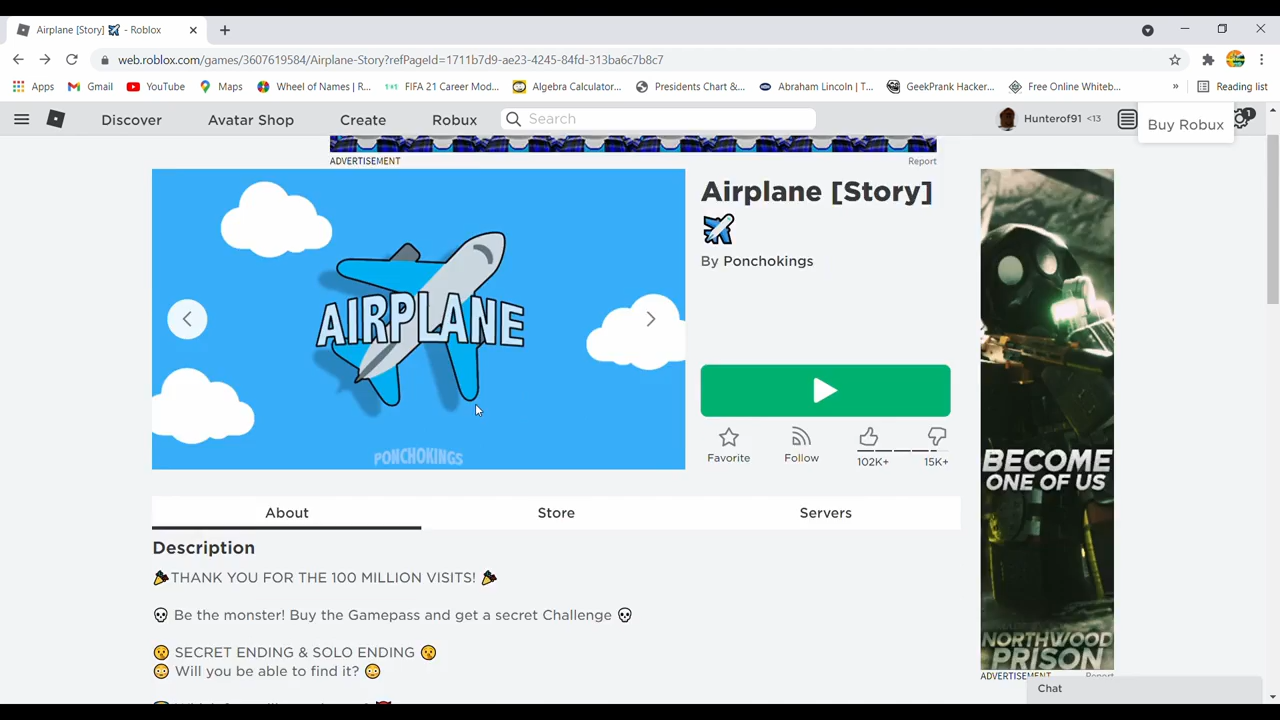 Airplane [Story] ✈️ - Roblox
web.roblox.com/games/3607619584/Airplane-Story?refPageId=1711b7d9-ae23-4245-84fd-313ba6c7b8c7
Apps Gmail YouTube Maps Wheel of Names | R... FIFA 21 Career Mod... Algebra Calculator... Presidents Chart &... Abraham Lincoln | T... GeekPrank Hacker... Free Online Whiteb... » Reading list
Discover Avatar Shop Create Robux Search Hunterof91 <13 1
Buy Robux
ADVERTISEMENT Report
AIRPLANE
PONCHOKINGS
Airplane [Story]
✈️
By Ponchokings
Favorite Follow 102K+ 15K+
BECOME
ONE OF US
NORTHWOOD
PRISON
ADVERTISEMENT
About Store Servers
Description
🎉THANK YOU FOR THE 100 MILLION VISITS! 🎉
💀 Be the monster! Buy the Gamepass and get a secret Challenge 💀
😯 SECRET ENDING & SOLO ENDING 😯
😳 Will you be able to find it? 😳
Chat